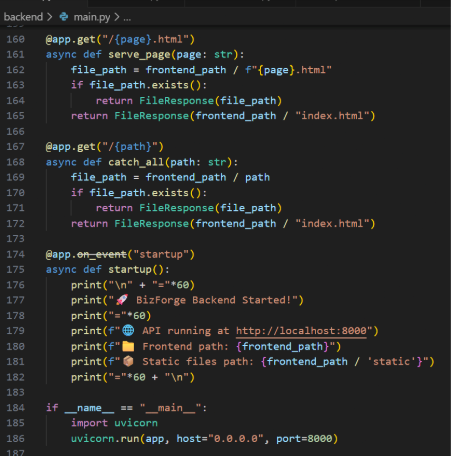 backend > main.py > ...
160 @app.get("/{page}.html")
161 async def serve_page(page: str):
162     file_path = frontend_path / f"{page}.html"
163     if file_path.exists():
164         return FileResponse(file_path)
165     return FileResponse(frontend_path / "index.html")
166
167 @app.get("/{path}")
168 async def catch_all(path: str):
169     file_path = frontend_path / path
170     if file_path.exists():
171         return FileResponse(file_path)
172     return FileResponse(frontend_path / "index.html")
173
174 @app.on_event("startup")
175 async def startup():
176     print("\n" + "="*60)
177     print("🚀 BizForge Backend Started!")
178     print("="*60)
179     print(f"🌐 API running at http://localhost:8000")
180     print(f"📁 Frontend path: {frontend_path}")
181     print(f"📦 Static files path: {frontend_path / 'static'}")
182     print("="*60 + "\n")
183
184 if __name__ == "__main__":
185     import uvicorn
186     uvicorn.run(app, host="0.0.0.0", port=8000)
187